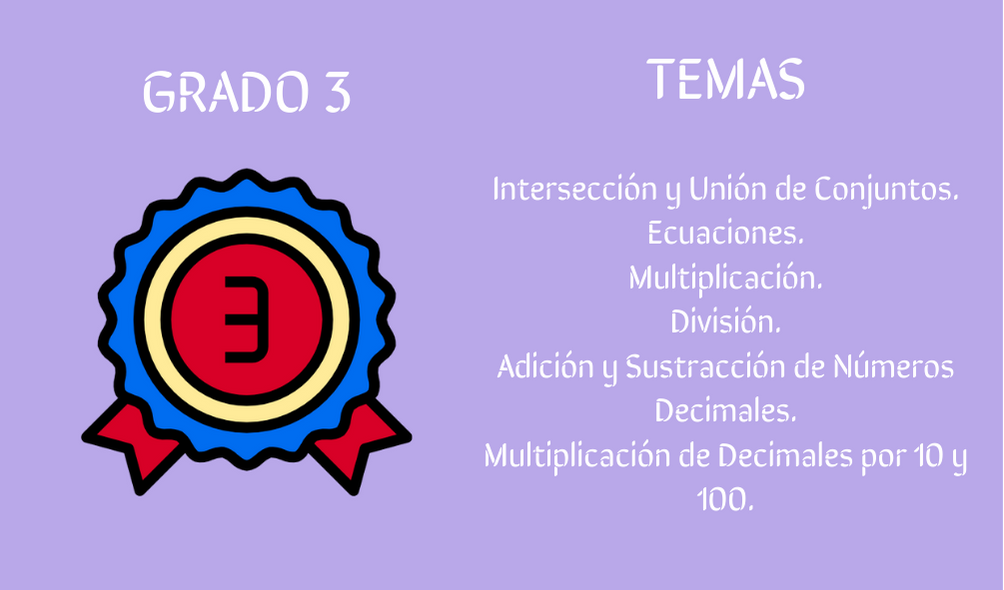 GRADO 3
3
TEMAS
Intersección y Unión de Conjuntos.
Ecuaciones.
Multiplicación.
División.
Adición y Sustracción de Números
Decimales.
Multiplicación de Decimales por 10 y
100.